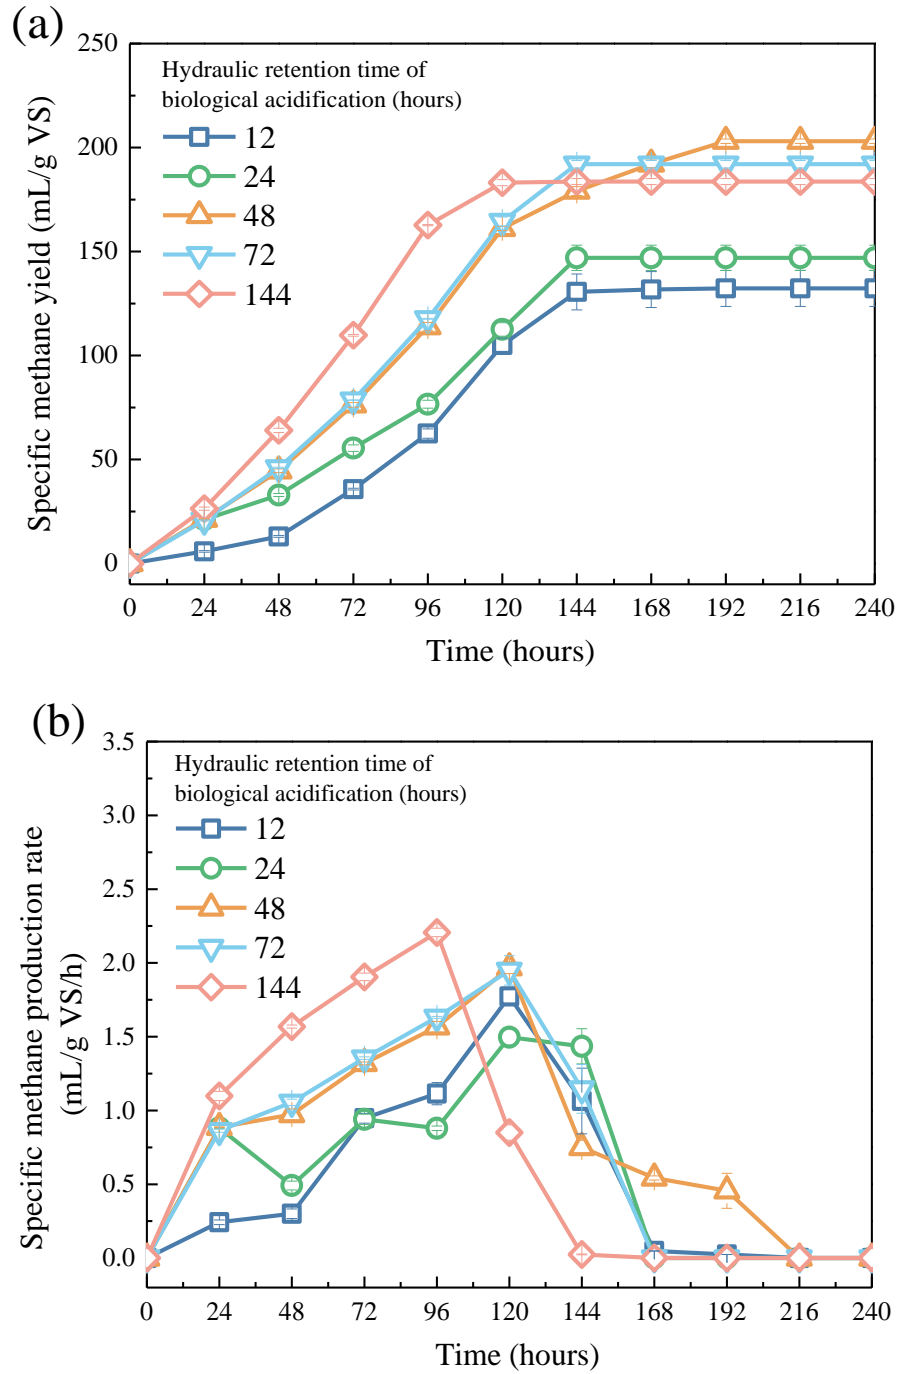 (a)
250
200
150
100
50
0
Specific methane yield (mL/g VS)
Hydraulic retention time of
biological acidification (hours)
12
24
48
72
144
0 24 48 72 96 120 144 168 192 216 240
Time (hours)
(b)
3.5
3.0
2.5
2.0
1.5
1.0
0.5
0.0
Specific methane production rate
(mL/g VS/h)
Hydraulic retention time of
biological acidification (hours)
12
24
48
72
144
0 24 48 72 96 120 144 168 192 216 240
Time (hours)